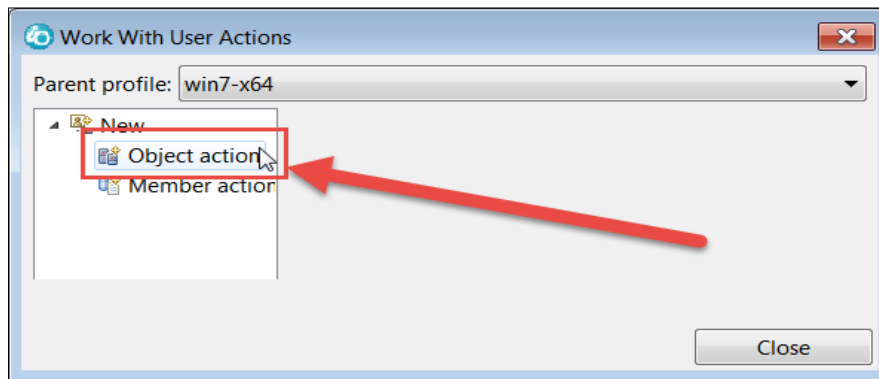 Work With User Actions
Parent profile: win7-x64
New
Object action
Member action
Close